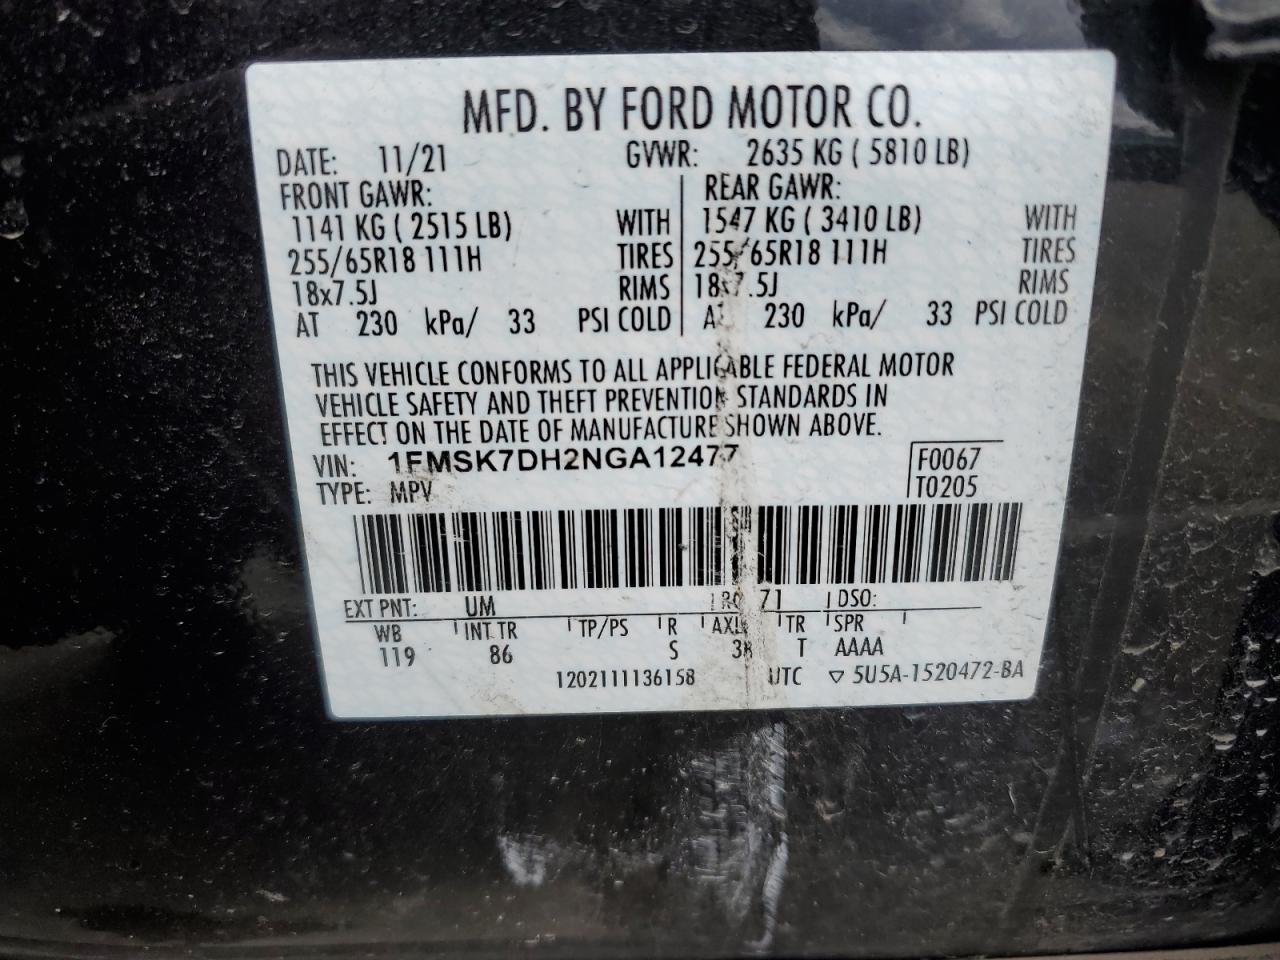 MFD. BY FORD MOTOR CO.
DATE: 11/21 GVWR: 2635 KG ( 5810 LB)
FRONT GAWR: REAR GAWR:
1141 KG ( 2515 LB) WITH 1547 KG ( 3410 LB) WITH
255/65R18 111H TIRES 255/65R18 111H TIRES
18x7.5J RIMS 18x7.5J RIMS
AT 230 kPa/ 33 PSI COLD AT 230 kPa/ 33 PSI COLD
THIS VEHICLE CONFORMS TO ALL APPLICABLE FEDERAL MOTOR
VEHICLE SAFETY AND THEFT PREVENTION STANDARDS IN
EFFECT ON THE DATE OF MANUFACTURE SHOWN ABOVE.
VIN: 1FMSK7DH2NGA12477 F0067
TYPE: MPV T0205
EXT PNT: UM 71 DSO:
WB INT TR TP/PS R AXLE TR SPR
119 86 S T AAAA
1202111136158 UTC ▽ 5U5A-1520472-BA